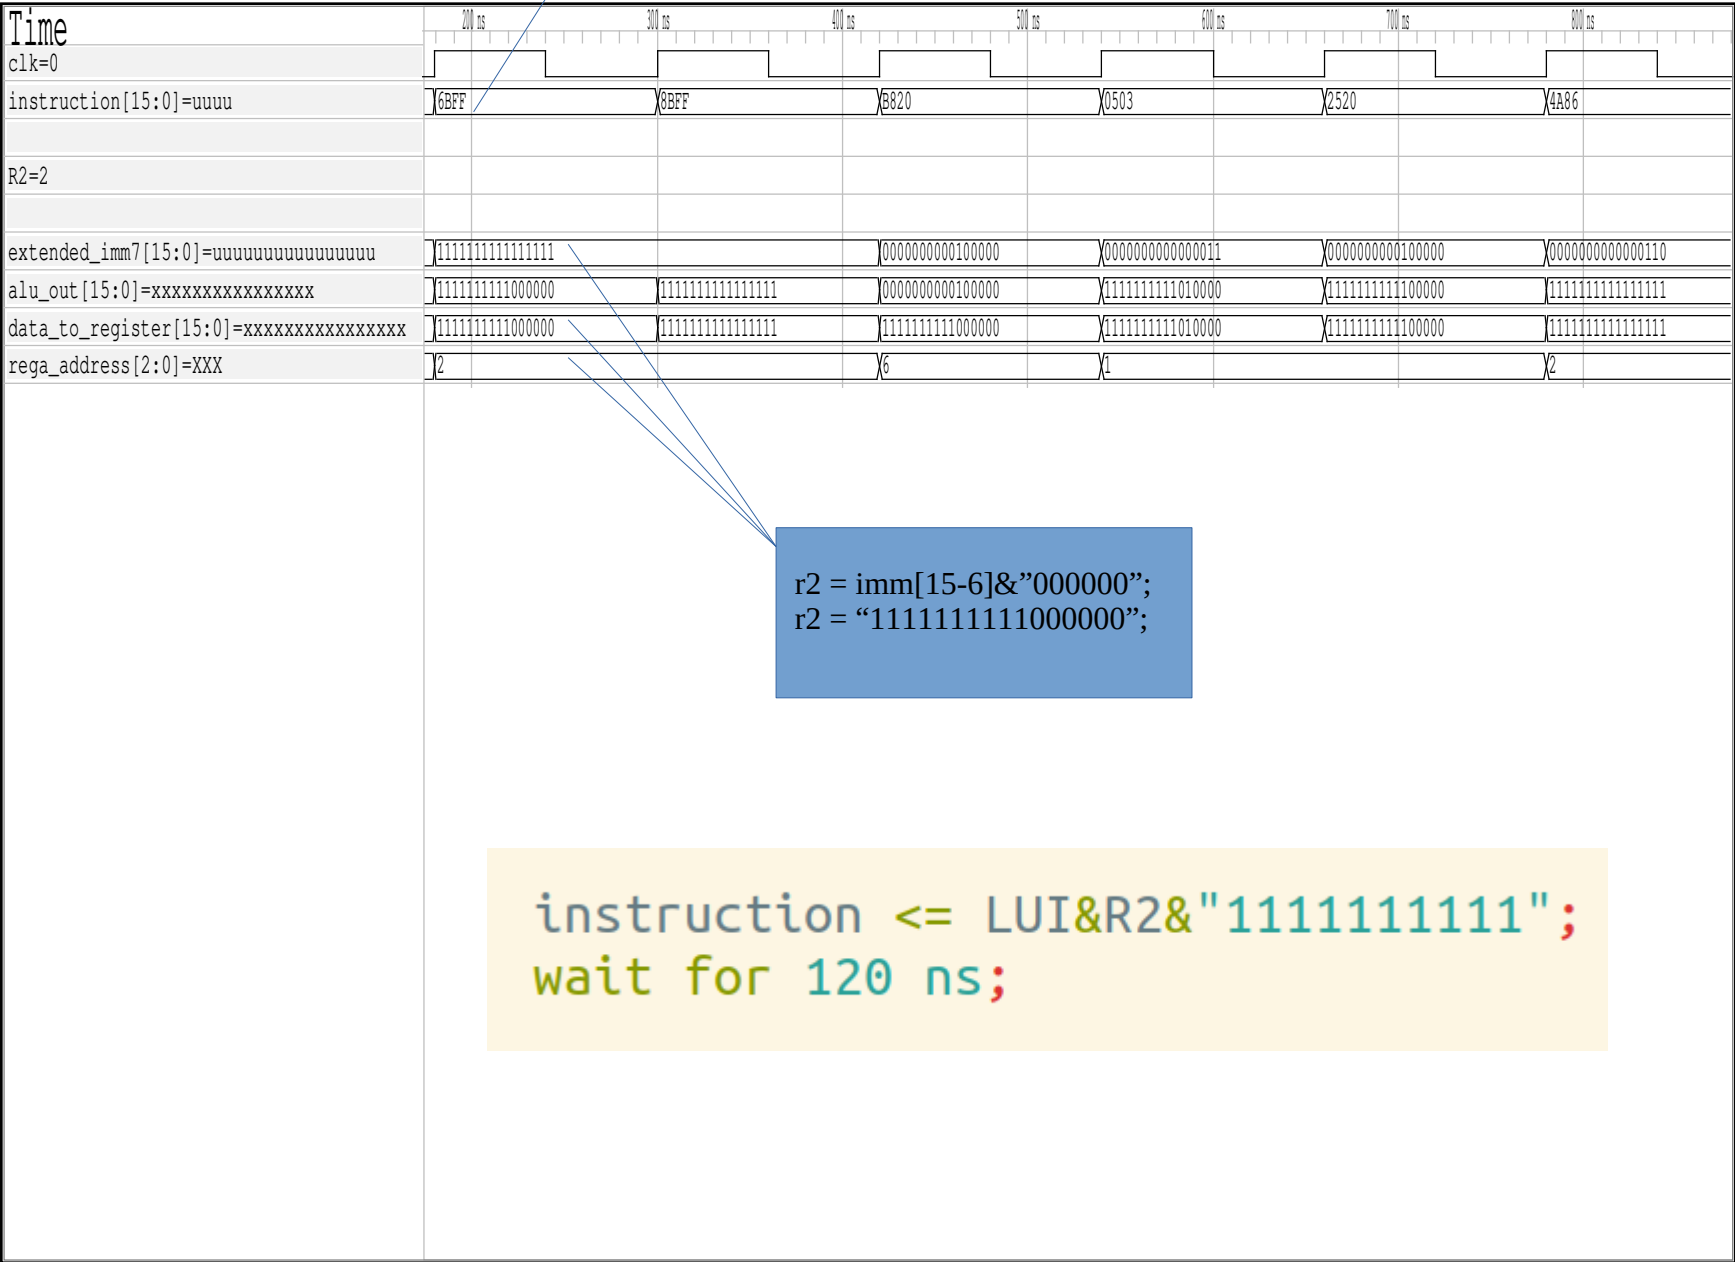 Time
200 ns 300 ns 400 ns 500 ns 600 ns 700 ns 800 ns
clk=0
instruction[15:0]=uuuu 6BFF 8BFF B820 0503 2520 4A86
R2=2
extended_imm7[15:0]=uuuuuuuuuuuuuuuu 1111111111111111 0000000000100000 0000000000000011 0000000000100000 0000000000000110
alu_out[15:0]=xxxxxxxxxxxxxxxx 1111111111000000 1111111111111111 0000000000100000 1111111111010000 1111111111100000 1111111111111111
data_to_register[15:0]=xxxxxxxxxxxxxxxx 1111111111000000 1111111111111111 1111111111000000 1111111111010000 1111111111100000 1111111111111111
rega_address[2:0]=XXX 2 6 1 2
r2 = imm[15-6]&”000000”;
r2 = “1111111111000000”;
instruction <= LUI&R2&"1111111111";
wait for 120 ns;